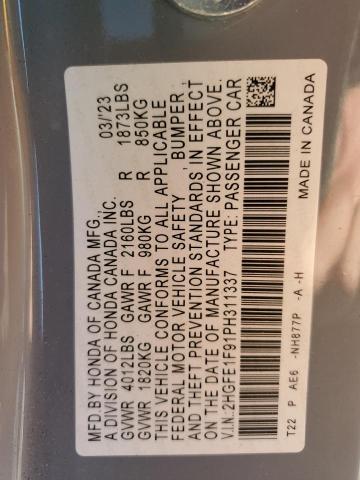 MFD BY HONDA OF CANADA MFG., 03/'23
A DIVISION OF HONDA CANADA INC.
GVWR 4012LBS GAWR F 2160LBS R 1873LBS
GVWR 1820KG GAWR F 980KG R 850KG
THIS VEHICLE CONFORMS TO ALL APPLICABLE
FEDERAL MOTOR VEHICLE SAFETY, BUMPER,
THEFT PREVENTION STANDARDS, IN EFFECT
ON THE DATE OF MANUFACTURE SHOWN ABOVE.
V.I.N.:2HGFE1F91PH311337 TYPE:PASSENGER CAR
T22 P AE6 -NH877P -A -H MADE IN CANADA